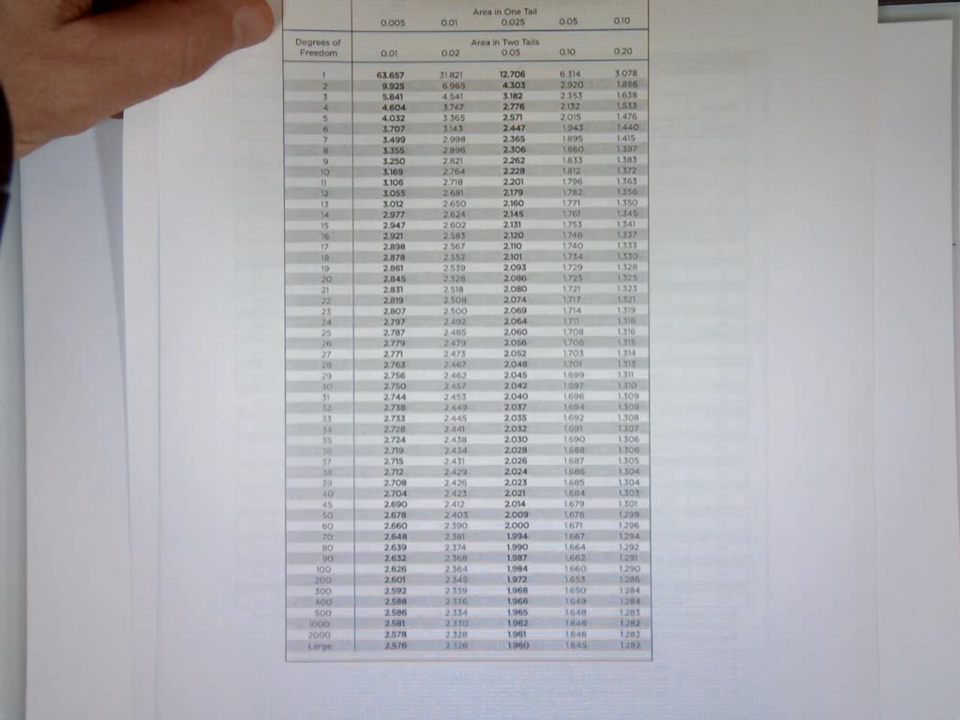 Area in One Tail
0.005 0.01 0.025 0.05 0.10
Degrees of Area in Two Tails
Freedom 0.01 0.02 0.05 0.10 0.20
1 63.657 31.821 12.706 6.314 3.078
2 9.925 6.965 4.303 2.920 1.886
3 5.841 4.541 3.182 2.353 1.638
4 4.604 3.747 2.776 2.132 1.533
5 4.032 3.365 2.571 2.015 1.476
6 3.707 3.143 2.447 1.943 1.440
7 3.499 2.998 2.365 1.895 1.415
8 3.355 2.896 2.306 1.860 1.397
9 3.250 2.821 2.262 1.833 1.383
10 3.169 2.764 2.228 1.812 1.372
11 3.106 2.718 2.201 1.796 1.363
12 3.055 2.681 2.179 1.782 1.356
13 3.012 2.650 2.160 1.771 1.350
14 2.977 2.624 2.145 1.761 1.345
15 2.947 2.602 2.131 1.753 1.341
16 2.921 2.583 2.120 1.746 1.337
17 2.898 2.567 2.110 1.740 1.333
18 2.878 2.552 2.101 1.734 1.330
19 2.861 2.539 2.093 1.729 1.328
20 2.845 2.528 2.086 1.725 1.325
21 2.831 2.518 2.080 1.721 1.323
22 2.819 2.508 2.074 1.717 1.321
23 2.807 2.500 2.069 1.714 1.319
24 2.797 2.492 2.064 1.711 1.318
25 2.787 2.485 2.060 1.708 1.316
26 2.779 2.479 2.056 1.706 1.315
27 2.771 2.473 2.052 1.703 1.314
28 2.763 2.467 2.048 1.701 1.313
29 2.756 2.462 2.045 1.699 1.311
30 2.750 2.457 2.042 1.697 1.310
31 2.744 2.453 2.040 1.696 1.309
32 2.738 2.449 2.037 1.694 1.309
33 2.733 2.445 2.035 1.692 1.308
34 2.728 2.441 2.032 1.691 1.307
35 2.724 2.438 2.030 1.690 1.306
36 2.719 2.434 2.028 1.688 1.306
37 2.715 2.431 2.026 1.687 1.305
38 2.712 2.429 2.024 1.686 1.304
39 2.708 2.426 2.023 1.685 1.304
40 2.704 2.423 2.021 1.684 1.303
45 2.690 2.412 2.014 1.679 1.301
50 2.678 2.403 2.009 1.676 1.299
60 2.660 2.390 2.000 1.671 1.296
70 2.648 2.381 1.994 1.667 1.294
80 2.639 2.374 1.990 1.664 1.292
90 2.632 2.368 1.987 1.662 1.291
100 2.626 2.364 1.984 1.660 1.290
200 2.601 2.345 1.972 1.653 1.286
300 2.592 2.339 1.968 1.650 1.284
400 2.588 2.336 1.966 1.649 1.284
500 2.586 2.334 1.965 1.648 1.283
1000 2.581 2.330 1.962 1.646 1.282
2000 2.578 2.328 1.961 1.646 1.282
Large 2.576 2.326 1.960 1.645 1.282